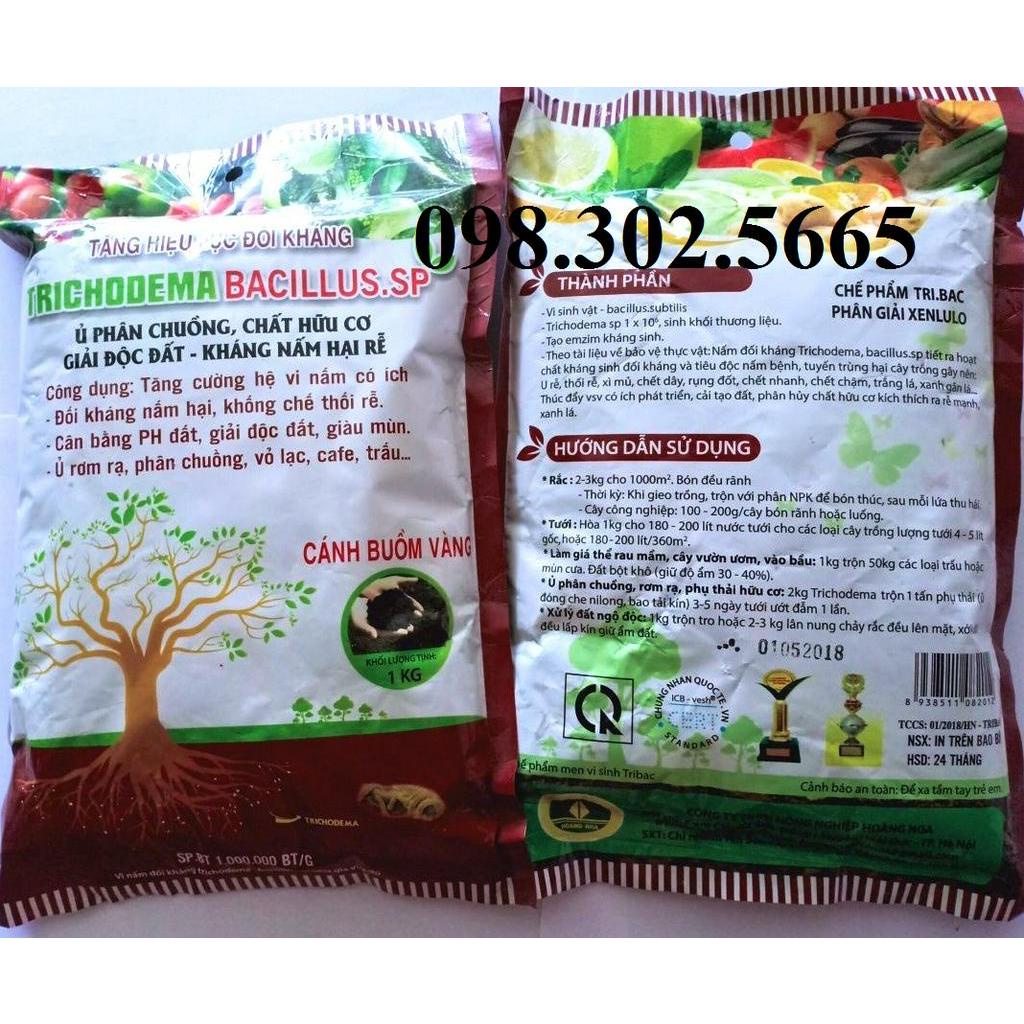 098.302.5665
TĂNG HIỆU LỰC ĐỐI KHÁNG
TRICHODEMA BACILLUS.SP
Ủ PHÂN CHUỒNG, CHẤT HỮU CƠ
GIẢI ĐỘC ĐẤT - KHÁNG NẤM HẠI RỄ
Công dụng: Tăng cường hệ vi nấm có ích
- Đối kháng nấm hại, khống chế thối rễ.
- Cân bằng PH đất, giải độc đất, giàu mùn.
- Ủ rơm rạ, phân chuồng, vỏ lạc, cafe, trấu...
CÁNH BUỒM VÀNG
KHỐI LƯỢNG TỊNH:
1 KG
TRICHODEMA
SP.BT 1.000.000 BT/G
Vi nấm đối kháng trichodema
THÀNH PHẦN
CHẾ PHẨM TRI.BAC
PHÂN GIẢI XENLULO
- Vi sinh vật - bacillus.subtilis
- Trichodema sp 1 x 10⁶, sinh khối thương liệu.
- Tạo emzim kháng sinh.
- Theo tài liệu về bảo vệ thực vật: Nấm đối kháng Trichodema, bacillus.sp tiết ra hoạt
chất kháng sinh đối kháng và tiêu độc nấm bệnh, tuyến trùng hại cây trồng gây nên:
U rễ, thối rễ, xì mủ, chết dây, rụng đốt, chết nhanh, chết chậm, trắng lá, xanh gân lá...
Thúc đẩy vsv có ích phát triển, cải tạo đất, phân hủy chất hữu cơ kích thích ra rễ mạnh,
xanh lá.
HƯỚNG DẪN SỬ DỤNG
* Rắc: 2-3kg cho 1000m². Bón đều rãnh
- Thời kỳ: Khi gieo trồng, trộn với phân NPK để bón thúc, sau mỗi lứa thu hái.
- Cây công nghiệp: 100 - 200g/cây bón rãnh hoặc luống.
* Tưới: Hòa 1kg cho 180 - 200 lít nước tưới cho các loại cây trồng lượng tưới 4 - 5 lít
gốc, hoặc 180 - 200 lít/360m².
* Làm giá thể rau mầm, cây vườn ươm, vào bầu: 1kg trộn 50kg các loại trấu hoặc
mùn cưa. Đất bột khô (giữ độ ẩm 30 - 40%).
* Ủ phân chuồng, rơm rạ, phụ thải hữu cơ: 2kg Trichodema trộn 1 tấn phụ thải (ủ
đóng che nilong, bao tải kín) 3-5 ngày tưới ướt đẫm 1 lần.
* Xử lý đất ngộ độc: 1kg trộn tro hoặc 2-3 kg lân nung chảy rắc đều lên mặt, xới
đều lấp kín giữ ẩm đất.
01052018
CHỨNG NHẬN QUỐC TẾ.VN
ICB - vesh®
STANDARD
8 938511 08201
TCCS: 01/2018/HN - TRIBA
NSX: IN TRÊN BAO BÌ
HSD: 24 THÁNG
hế phẩm men vi sinh Tribac
Cảnh báo an toàn: Để xa tầm tay trẻ em
HOÀNG NGA
NGHIỆP HOÀNG NGA
TP. Hà Nội